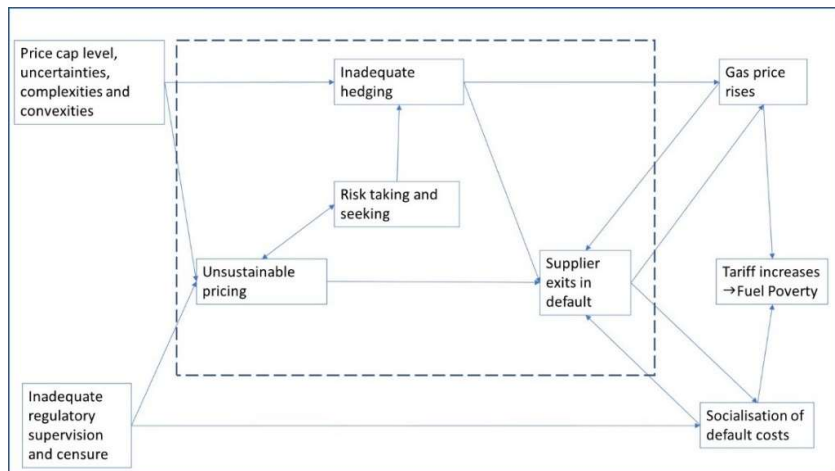 Price cap level,
uncertainties,
complexities and
convexities
Inadequate
hedging
Gas price
rises
Risk taking and
seeking
Unsustainable
pricing
Supplier
exits in
default
Tariff increases
→Fuel Poverty
Inadequate
regulatory
supervision
and censure
Socialisation of
default costs